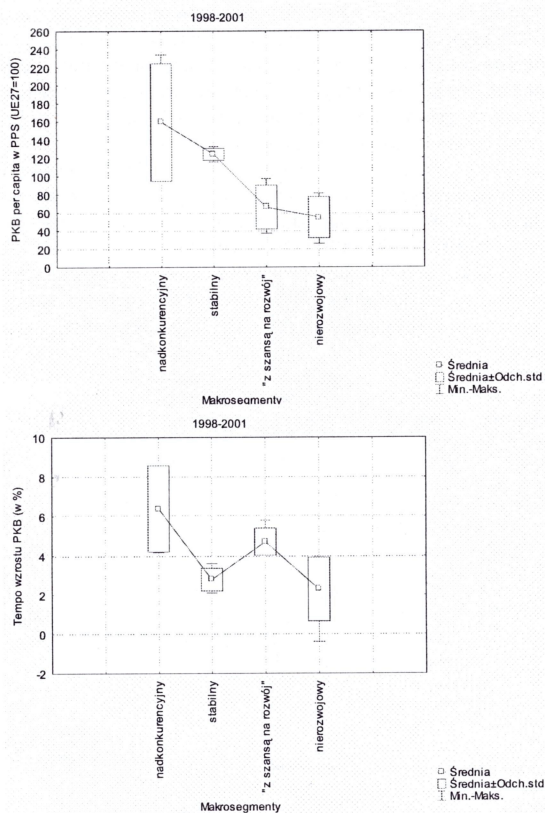 1998-2001
260
240
220
200
180
160
140
120
100
80
60
40
20
0
PKB per capita w PPS (UE27=100)
nadkonkurencyjny
stabilny
"z szansą na rozwój"
nierozwojowy
Makrosegmenty
Średnia
Średnia±Odch.std
Min.-Maks.
1998-2001
10
8
6
4
2
0
-2
Tempo wzrostu PKB (w %)
nadkonkurencyjny
stabilny
"z szansą na rozwój"
nierozwojowy
Makrosegmenty
Średnia
Średnia±Odch.std
Min.-Maks.